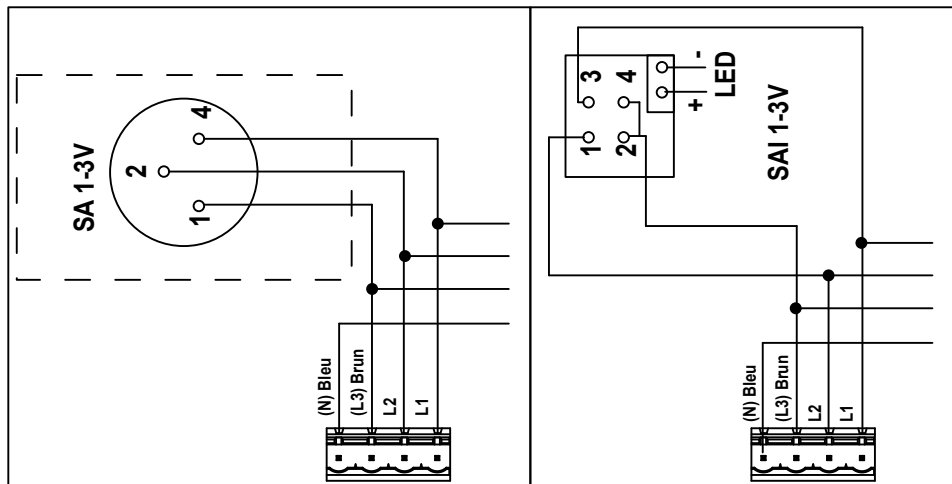 SA 1-3V
1
2
4
(N) Bleu
(L3) Brun
L2
L1
3
4
1
2
-
+
LED
SAI 1-3V
(N) Bleu
(L3) Brun
L2
L1